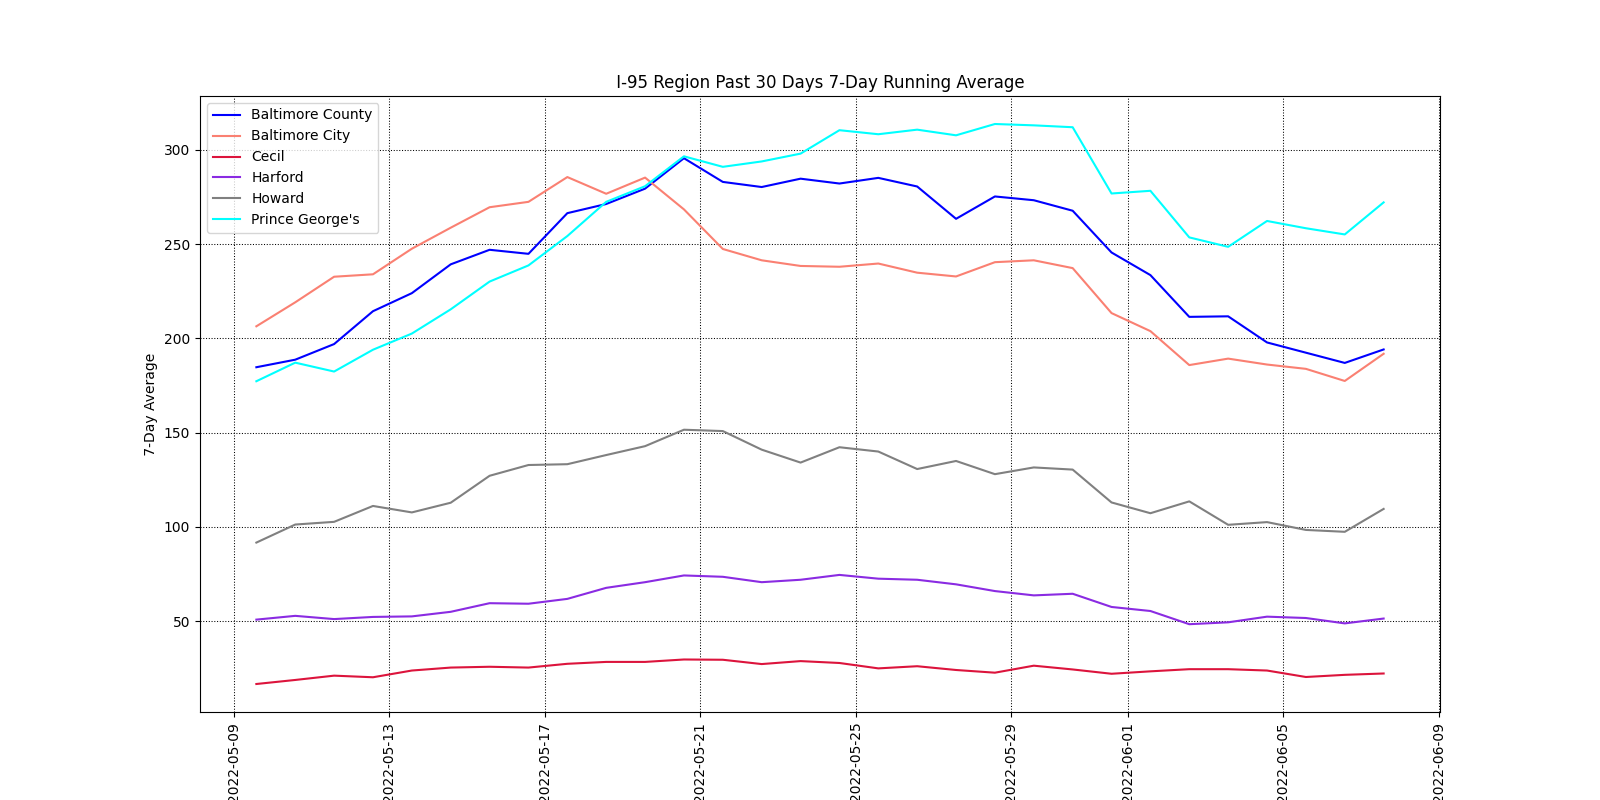 I-95 Region Past 30 Days 7-Day Running Average
Baltimore County
Baltimore City
Cecil
Harford
Howard
Prince George's
7-Day Average
300
250
200
150
100
50
2022-05-09
2022-05-13
2022-05-17
2022-05-21
2022-05-25
2022-05-29
2022-06-01
2022-06-05
2022-06-09